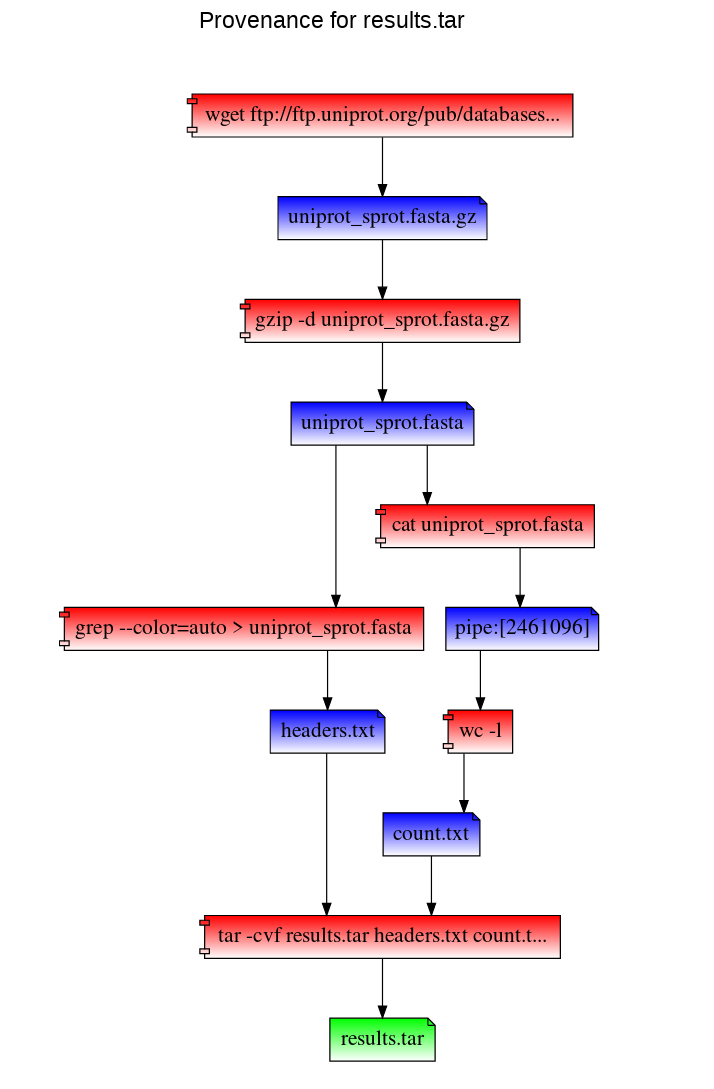 Provenance for results.tar
wget ftp://ftp.uniprot.org/pub/databases...
uniprot_sprot.fasta.gz
gzip -d uniprot_sprot.fasta.gz
uniprot_sprot.fasta
cat uniprot_sprot.fasta
grep --color=auto > uniprot_sprot.fasta
pipe:[2461096]
headers.txt
wc -l
count.txt
tar -cvf results.tar headers.txt count.t...
results.tar